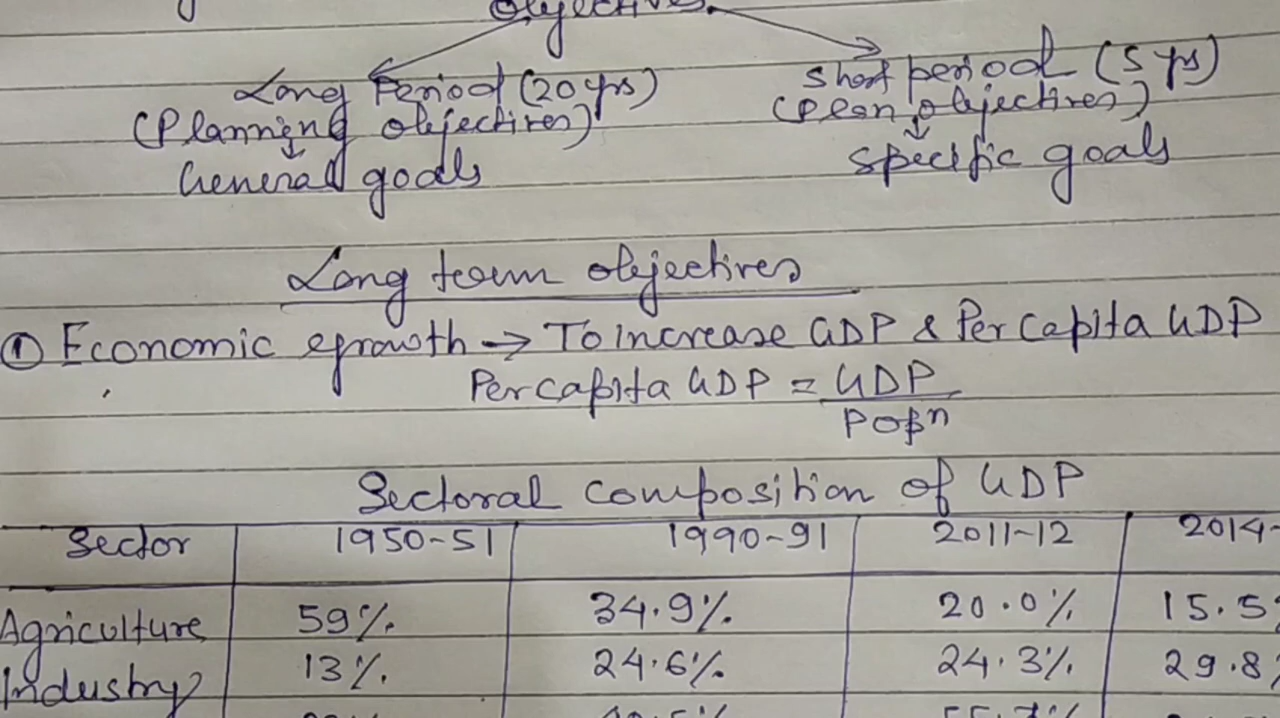 Objectives
Long Period (20 yrs)
Short period (5 yrs)
(Planning objectives)
(Plan objectives)
↓
↓
General goals
Specific goals
Long term objectives
① Economic growth → To increase GDP & Per Capita GDP
Per capita GDP = GDP
Popn
Sectoral composition of GDP
Sector 1950-51 1990-91 2011-12 2014-
Agriculture 59% 34.9% 20.0% 15.5
Industry 13% 24.6% 24.3% 29.8